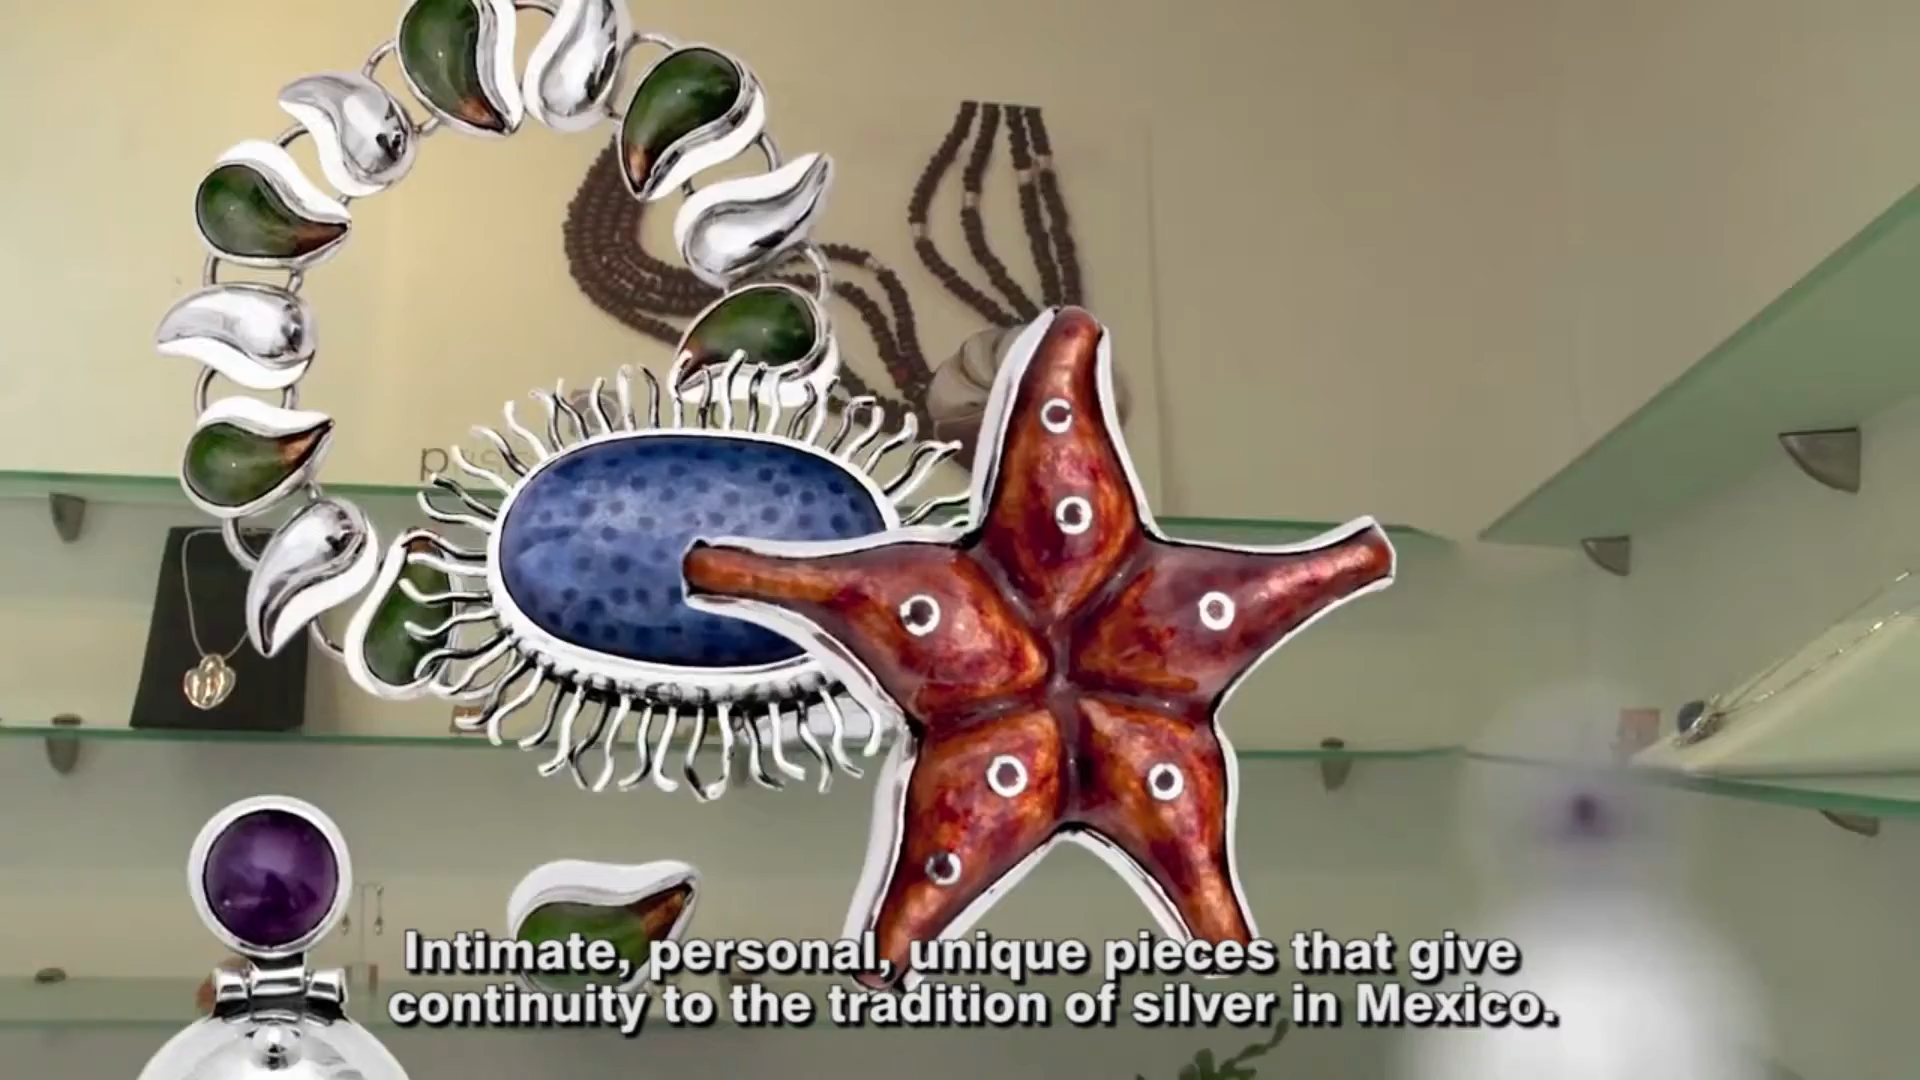 Intimate, personal, unique pieces that give
continuity to the tradition of silver in Mexico.